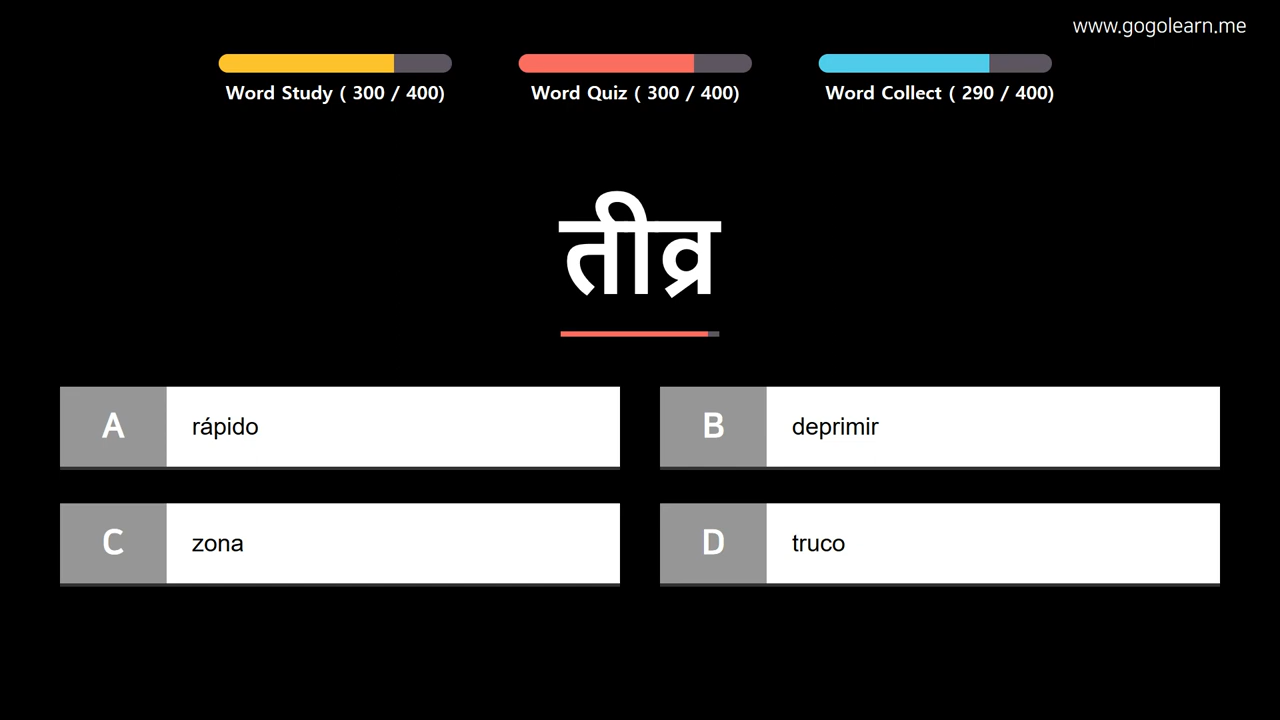 www.gogolearn.me
Word Study ( 300 / 400)
Word Quiz ( 300 / 400)
Word Collect ( 290 / 400)
तीव्र
A rápido
B deprimir
C zona
D truco